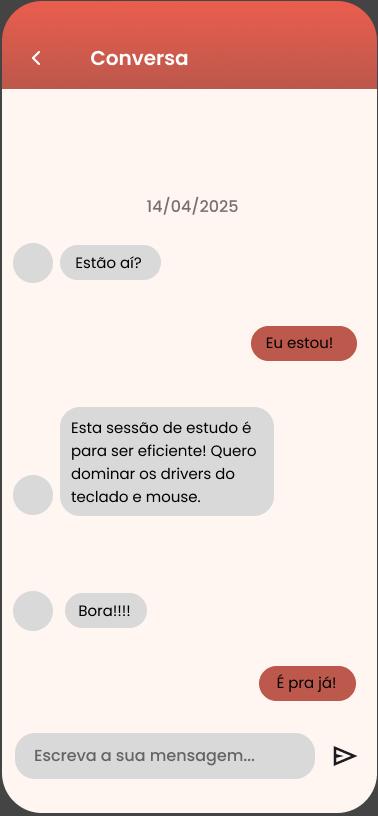 Conversa
14/04/2025
Estão aí?
Eu estou!
Esta sessão de estudo é
para ser eficiente! Quero
dominar os drivers do
teclado e mouse.
Bora!!!!
É pra já!
Escreva a sua mensagem...